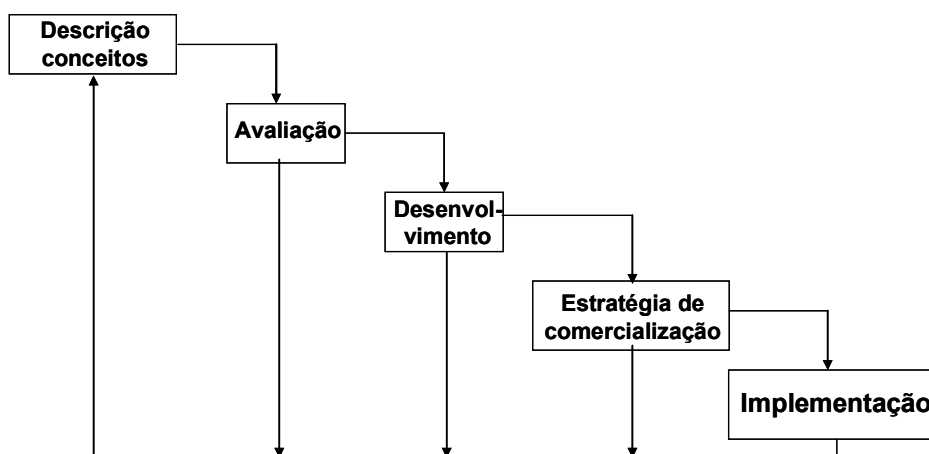 Descrição
conceitos
Avaliação
Desenvol-
vimento
Estratégia de
comercialização
Implementação